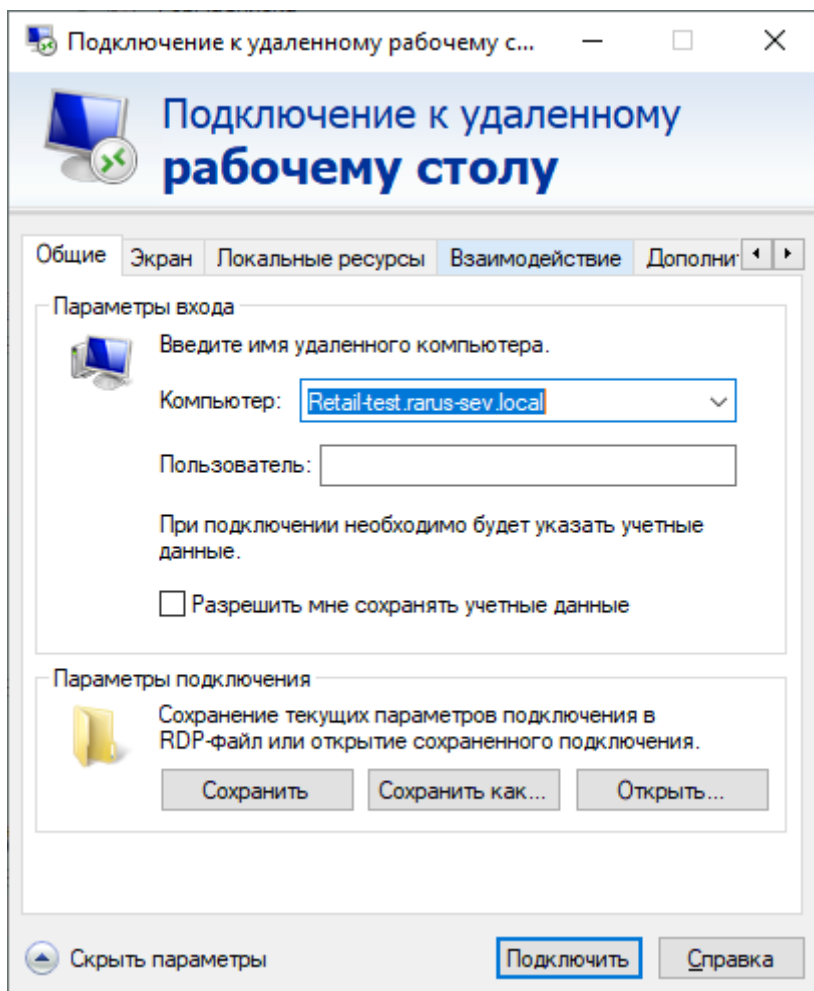 Подключение к удаленному рабочему с...
Подключение к удаленному
рабочему столу
Общие Экран Локальные ресурсы Взаимодействие Дополнит
Параметры входа
Введите имя удаленного компьютера.
Компьютер: Retail-test.rarus-sev.local
Пользователь:
При подключении необходимо будет указать учетные
данные.
Разрешить мне сохранять учетные данные
Параметры подключения
Сохранение текущих параметров подключения в
RDP-файл или открытие сохраненного подключения.
Сохранить Сохранить как... Открыть...
Скрыть параметры Подключить Справка